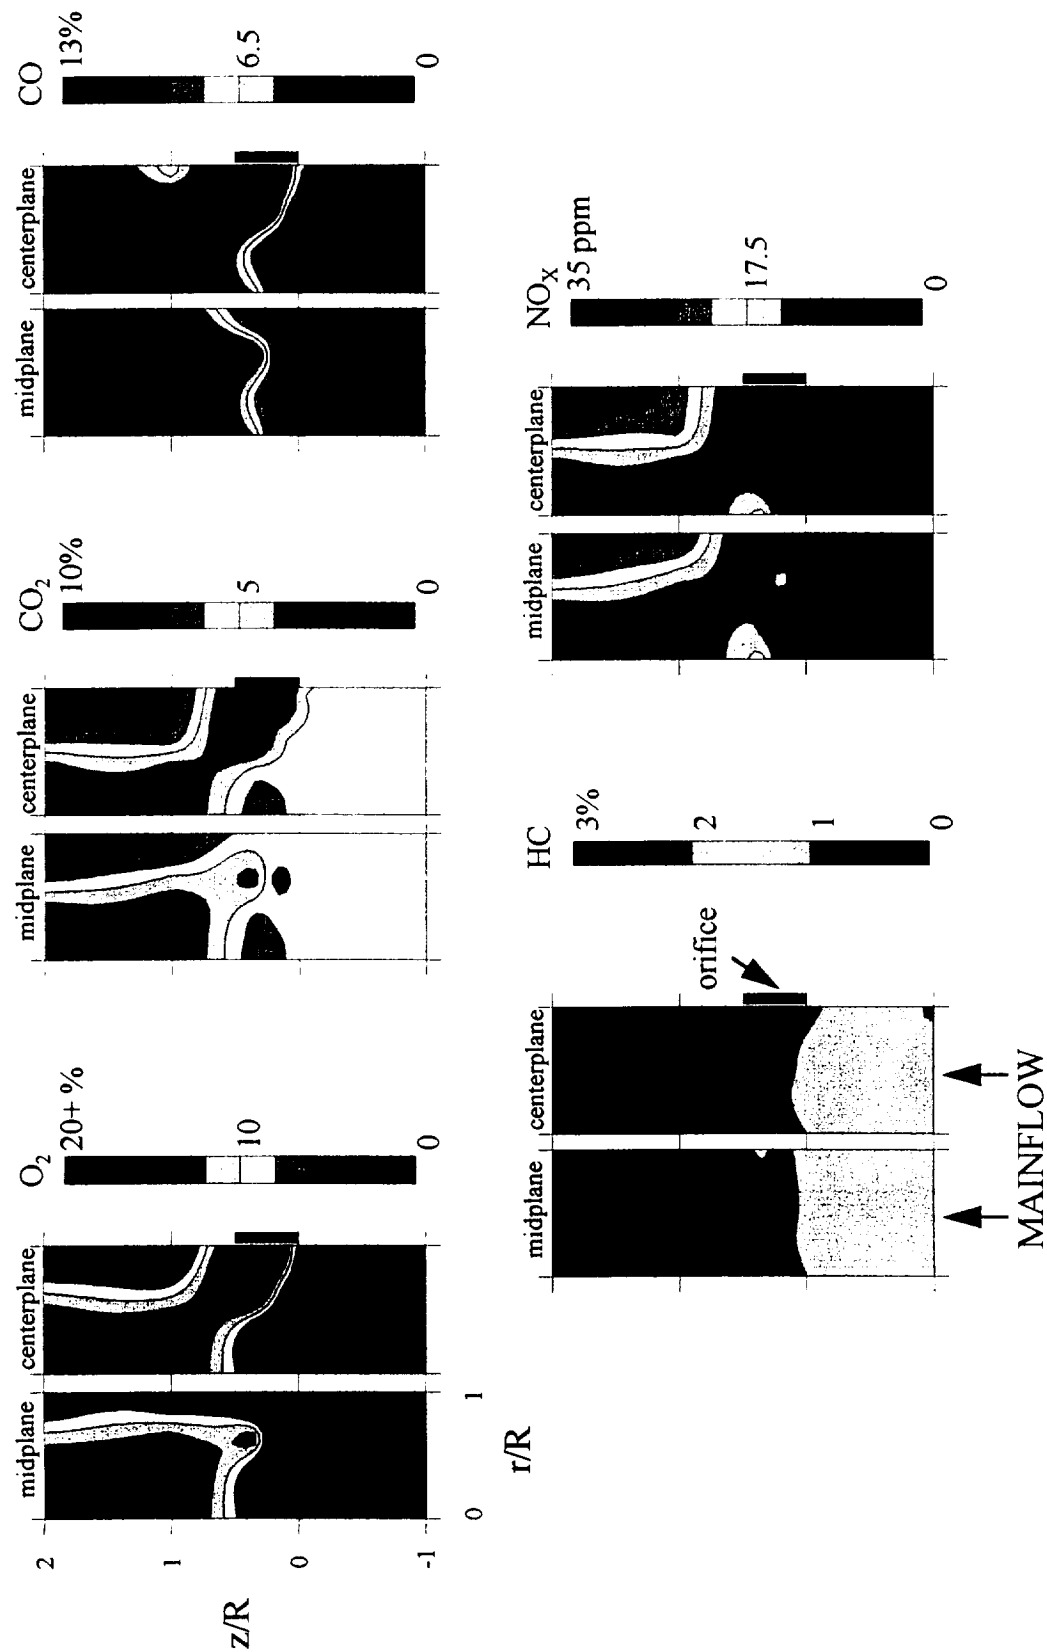 O2
20+ %
10
0
midplane
centerplane
2
1
0
-1
z/R
0
1
r/R
CO2
10%
5
0
midplane
centerplane
CO
13%
6.5
0
midplane
centerplane
HC
3%
2
1
0
midplane
centerplane
orifice
MAINFLOW
NOX
35 ppm
17.5
0
midplane
centerplane